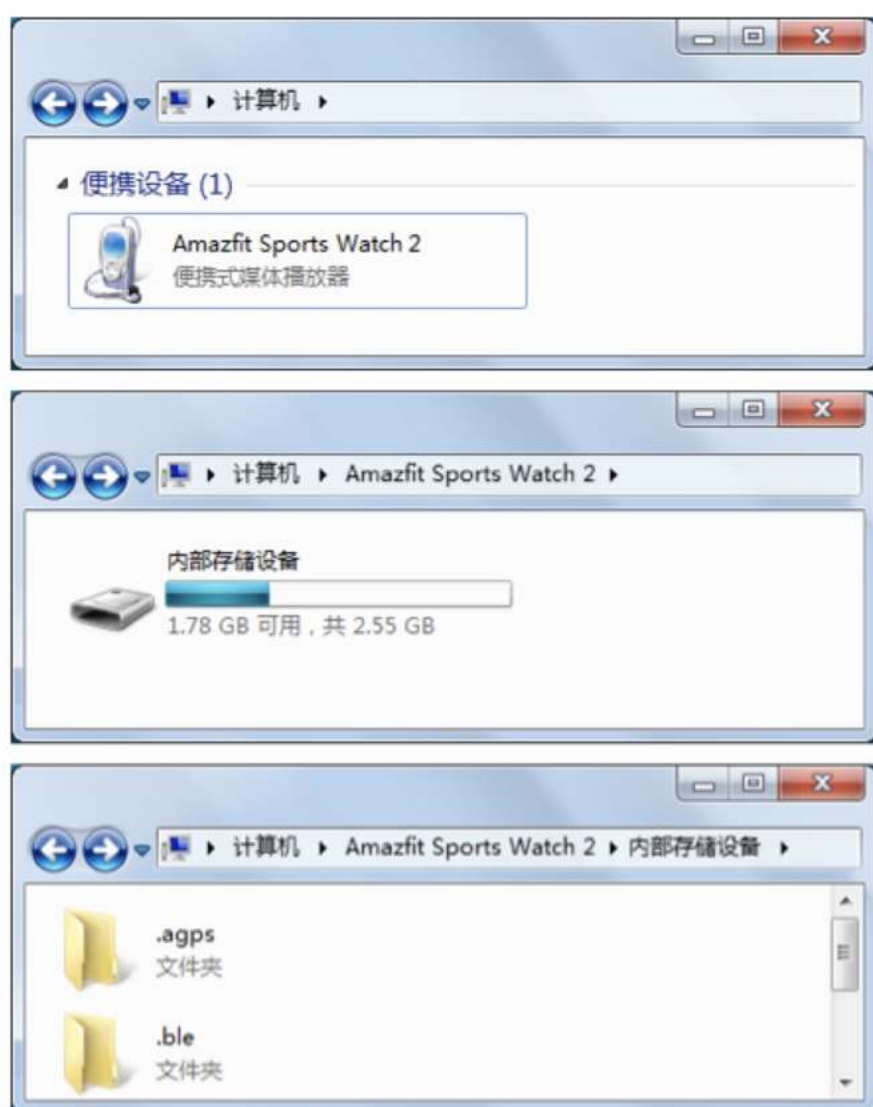 计算机
便携设备 (1)
Amazfit Sports Watch 2
便携式媒体播放器
计算机 Amazfit Sports Watch 2
内部存储设备
1.78 GB 可用，共 2.55 GB
计算机 Amazfit Sports Watch 2 内部存储设备
.agps
文件夹
.ble
文件夹